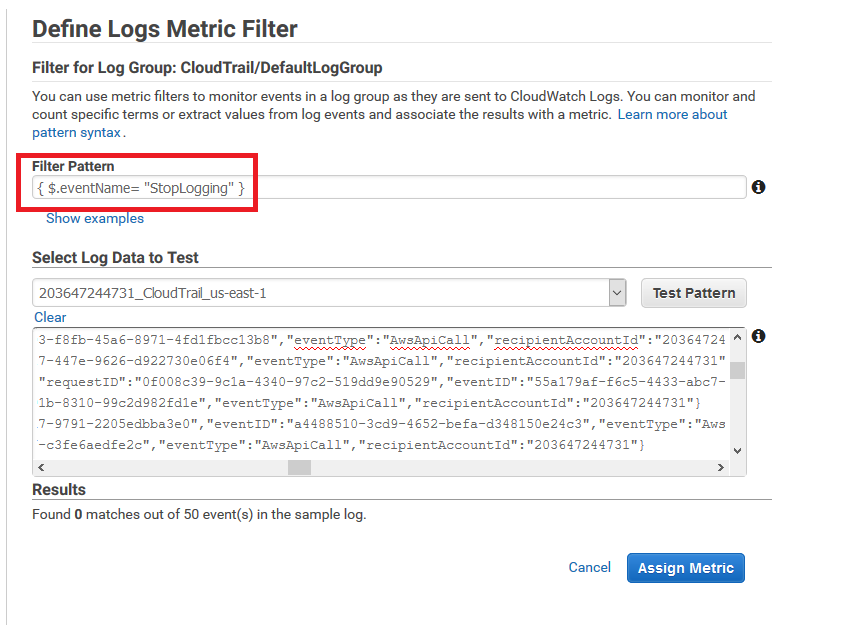 Define Logs Metric Filter
Filter for Log Group: CloudTrail/DefaultLogGroup
You can use metric filters to monitor events in a log group as they are sent to CloudWatch Logs. You can monitor and
count specific terms or extract values from log events and associate the results with a metric. Learn more about
pattern syntax .
Filter Pattern
{ $.eventName= "StopLogging" }
Show examples
Select Log Data to Test
203647244731_CloudTrail_us-east-1
Test Pattern
Clear
3-f8fb-45a6-8971-4fd1fbcc13b8","eventType":"AwsApiCall","recipientAccountId":"20364724
7-447e-9626-d922730e06f4","eventType":"AwsApiCall","recipientAccountId":"203647244731"
"requestID":"0f008c39-9c1a-4340-97c2-519dd9e90529","eventID":"55a179af-f6c5-4433-abc7-
1b-8310-99c2d982fd1e","eventType":"AwsApiCall","recipientAccountId":"203647244731"}
7-9791-2205edbba3e0","eventID":"a4488510-3cd9-4652-befa-d348150e24c3","eventType":"Aws
-c3fe6aedfe2c","eventType":"AwsApiCall","recipientAccountId":"203647244731"}
Results
Found 0 matches out of 50 event(s) in the sample log.
Cancel
Assign Metric